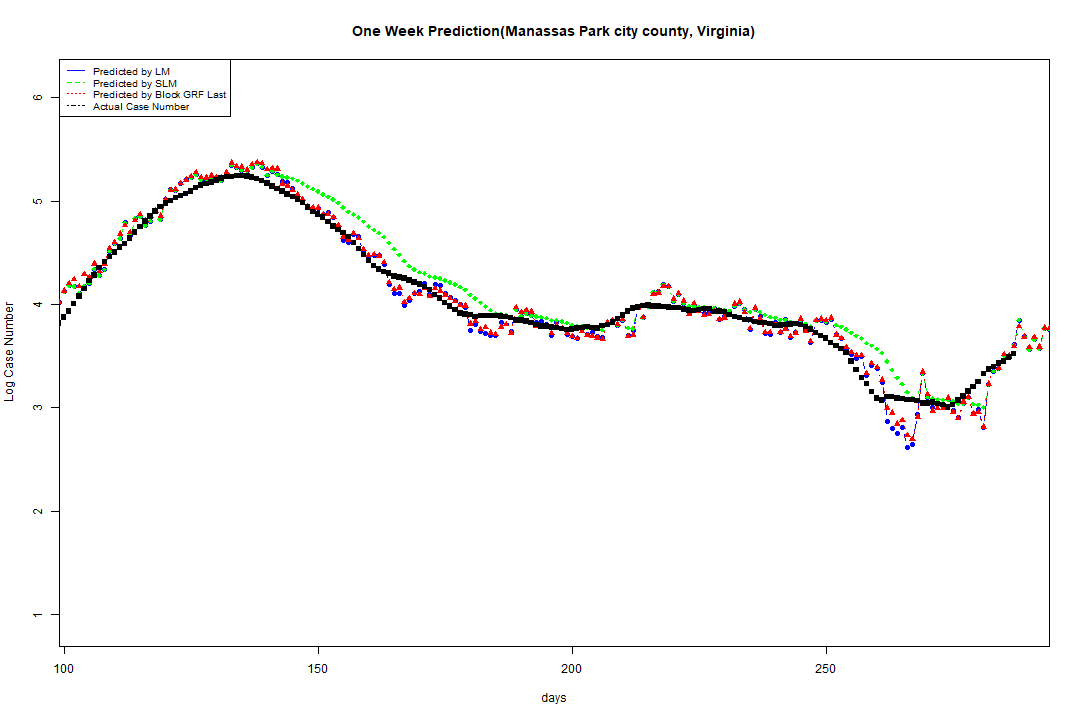 One Week Prediction(Manassas Park city county, Virginia)
Predicted by LM
Predicted by SLM
Predicted by Block GRF Last
Actual Case Number
6
5
4
3
2
1
Log Case Number
100 150 200 250
days